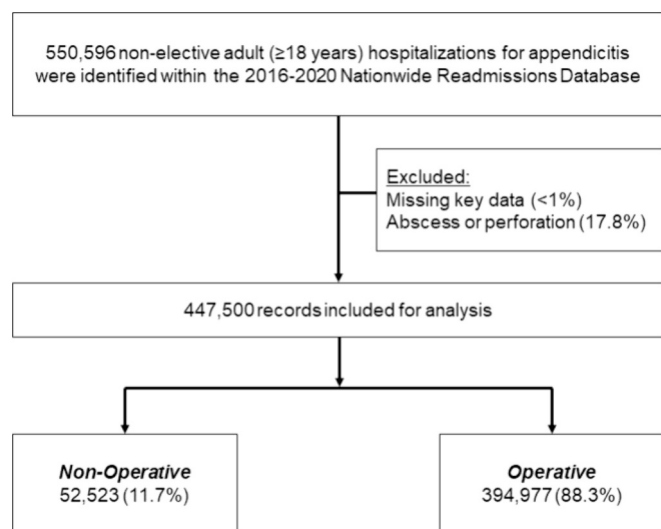 550,596 non-elective adult (≥18 years) hospitalizations for appendicitis
were identified within the 2016-2020 Nationwide Readmissions Database
Excluded:
Missing key data (<1%)
Abscess or perforation (17.8%)
447,500 records included for analysis
Non-Operative
52,523 (11.7%)
Operative
394,977 (88.3%)